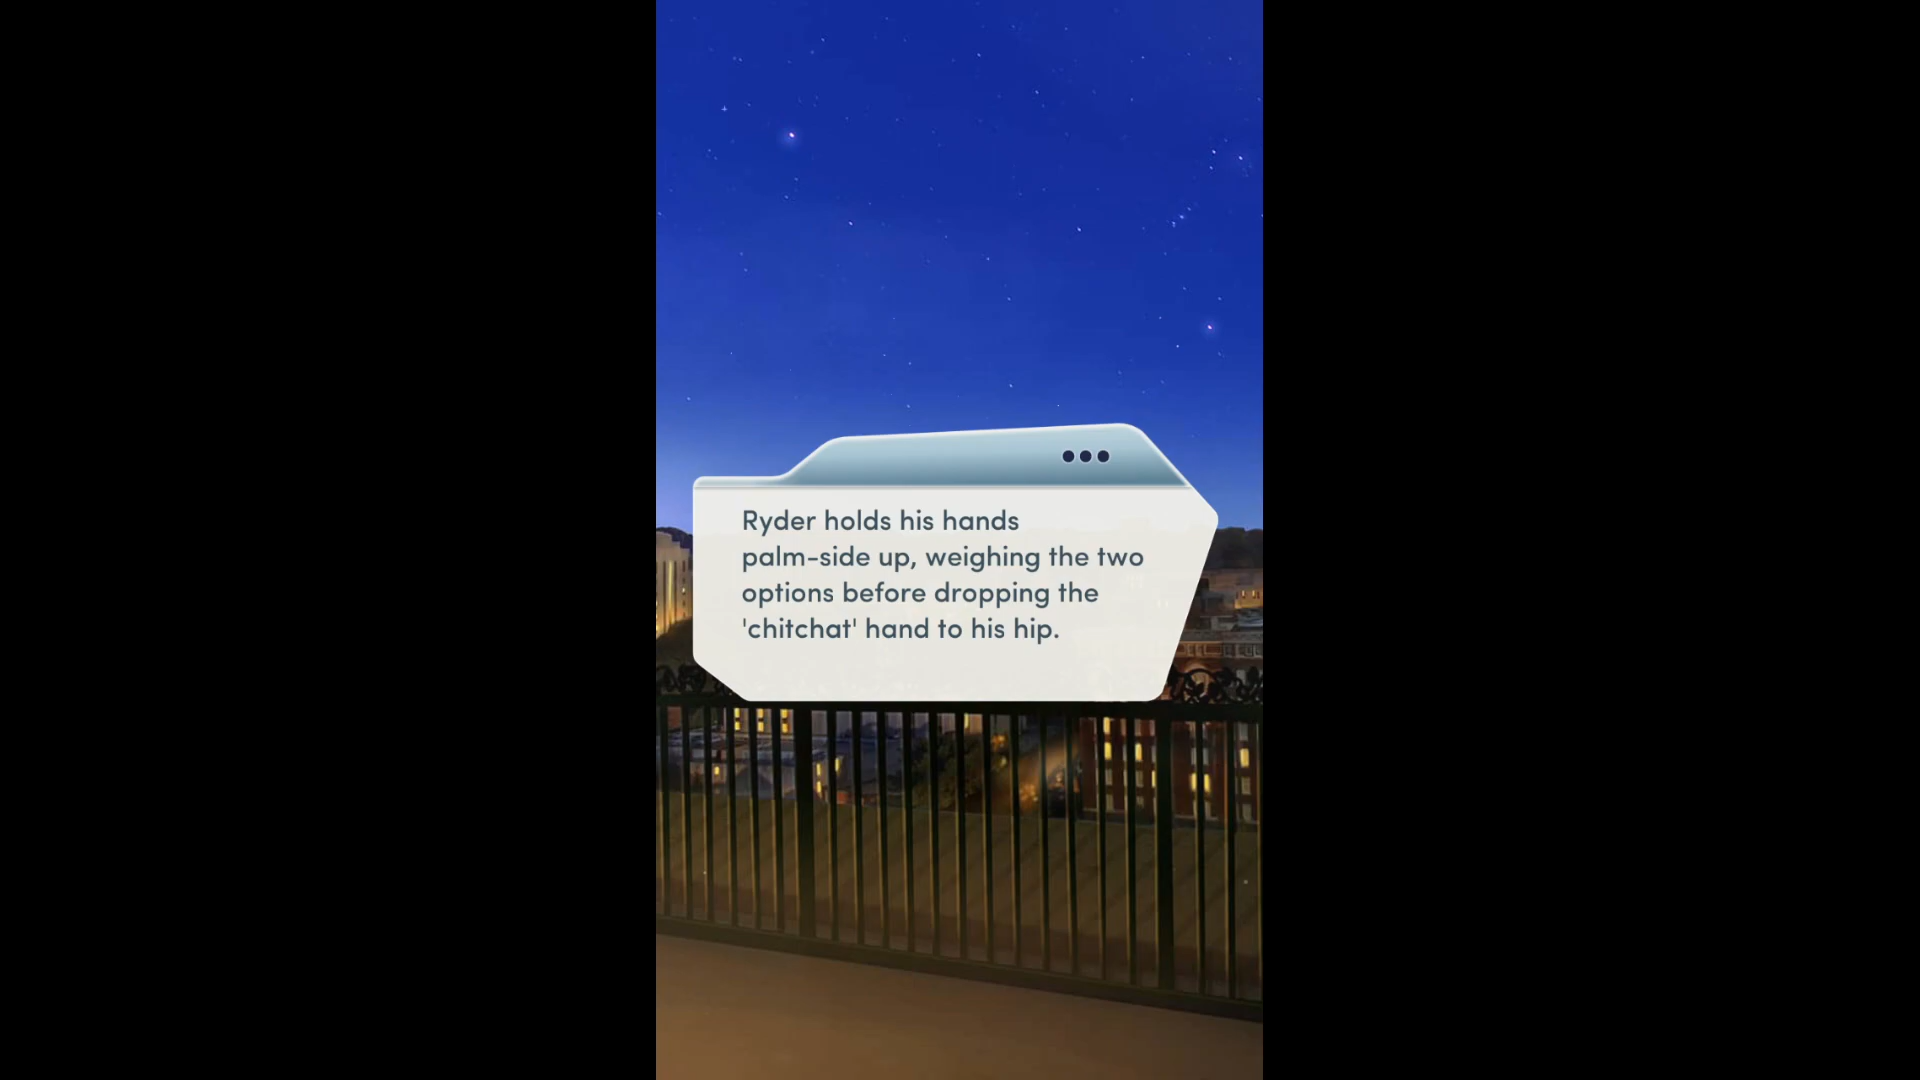 Ryder holds his hands
palm-side up, weighing the two
options before dropping the
'chitchat' hand to his hip.